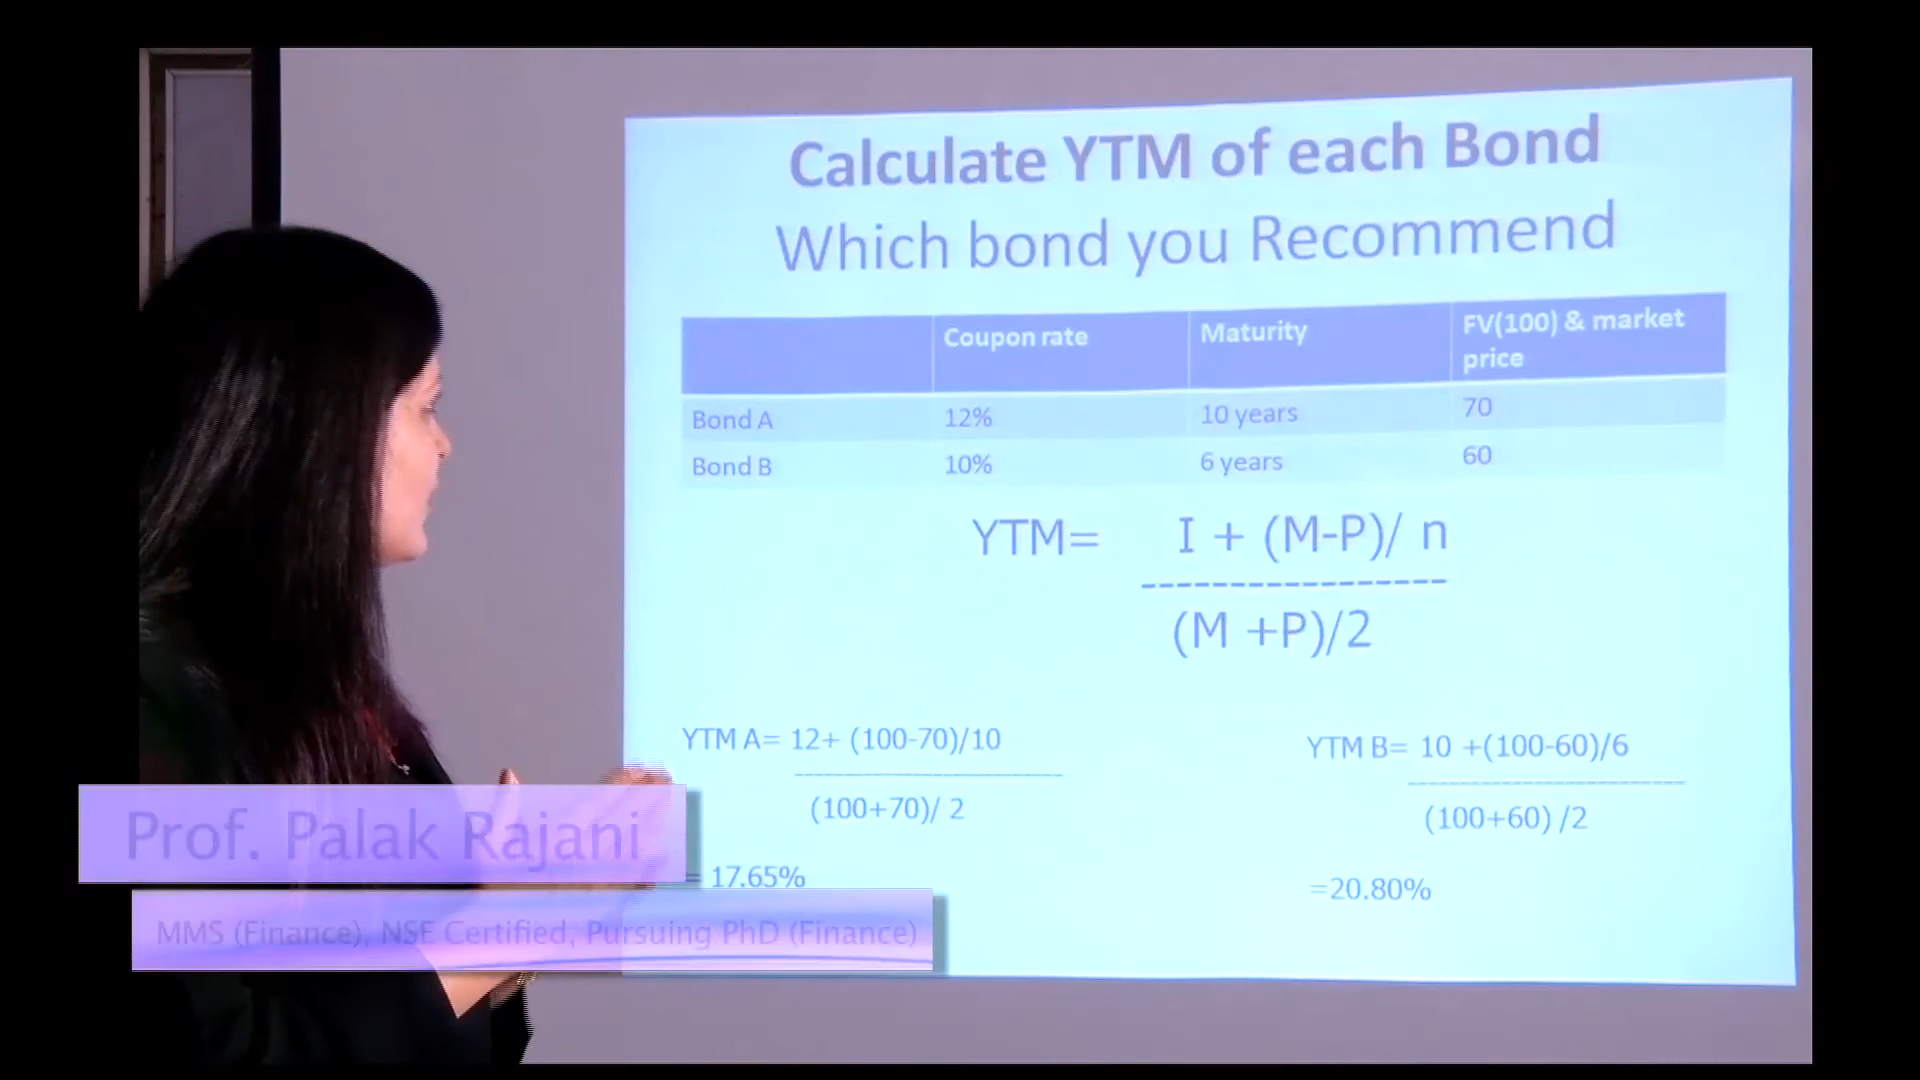 Calculate YTM of each Bond
Which bond you Recommend
Coupon rate Maturity FV(100) & market price
Bond A 12% 10 years 70
Bond B 10% 6 years 60
YTM= I + (M-P)/ n
----------------
(M +P)/2
YTM A= 12+ (100-70)/10
(100+70)/ 2
= 17.65%
YTM B= 10 +(100-60)/6
(100+60) /2
=20.80%
Prof. Palak Rajani
MMS (Finance), NSE Certified, Pursuing PhD (Finance)